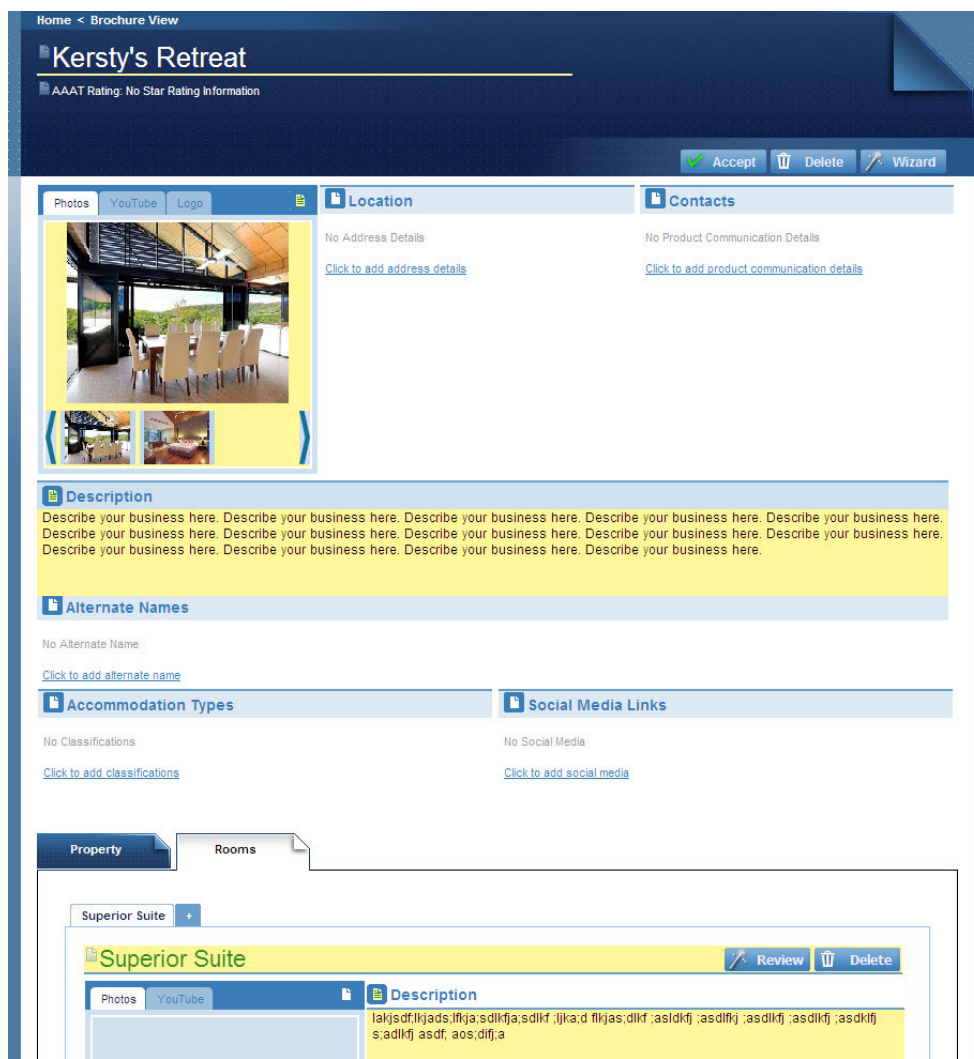 Home < Brochure View
Kersty's Retreat
AAAT Rating: No Star Rating Information
Accept Delete Wizard
Photos YouTube Logo
Location
No Address Details
Click to add address details
Contacts
No Product Communication Details
Click to add product communication details
Description
Describe your business here. Describe your business here. Describe your business here. Describe your business here. Describe your business here.
Describe your business here. Describe your business here. Describe your business here. Describe your business here. Describe your business here.
Describe your business here. Describe your business here. Describe your business here. Describe your business here.
Alternate Names
No Alternate Name
Click to add alternate name
Accommodation Types
No Classifications
Click to add classifications
Social Media Links
No Social Media
Click to add social media
Property Rooms
Superior Suite +
Superior Suite
Review Delete
Photos YouTube
Description
lakjsdf;lkjads;lfkja;sdlkfja;sdlkf ;ljka;d flkjas;dlkf ;asldkfj ;asdlfkj ;asdlkfj ;asdlkfj ;asdklfj
s;adlkfj asdf; aos;difj;a